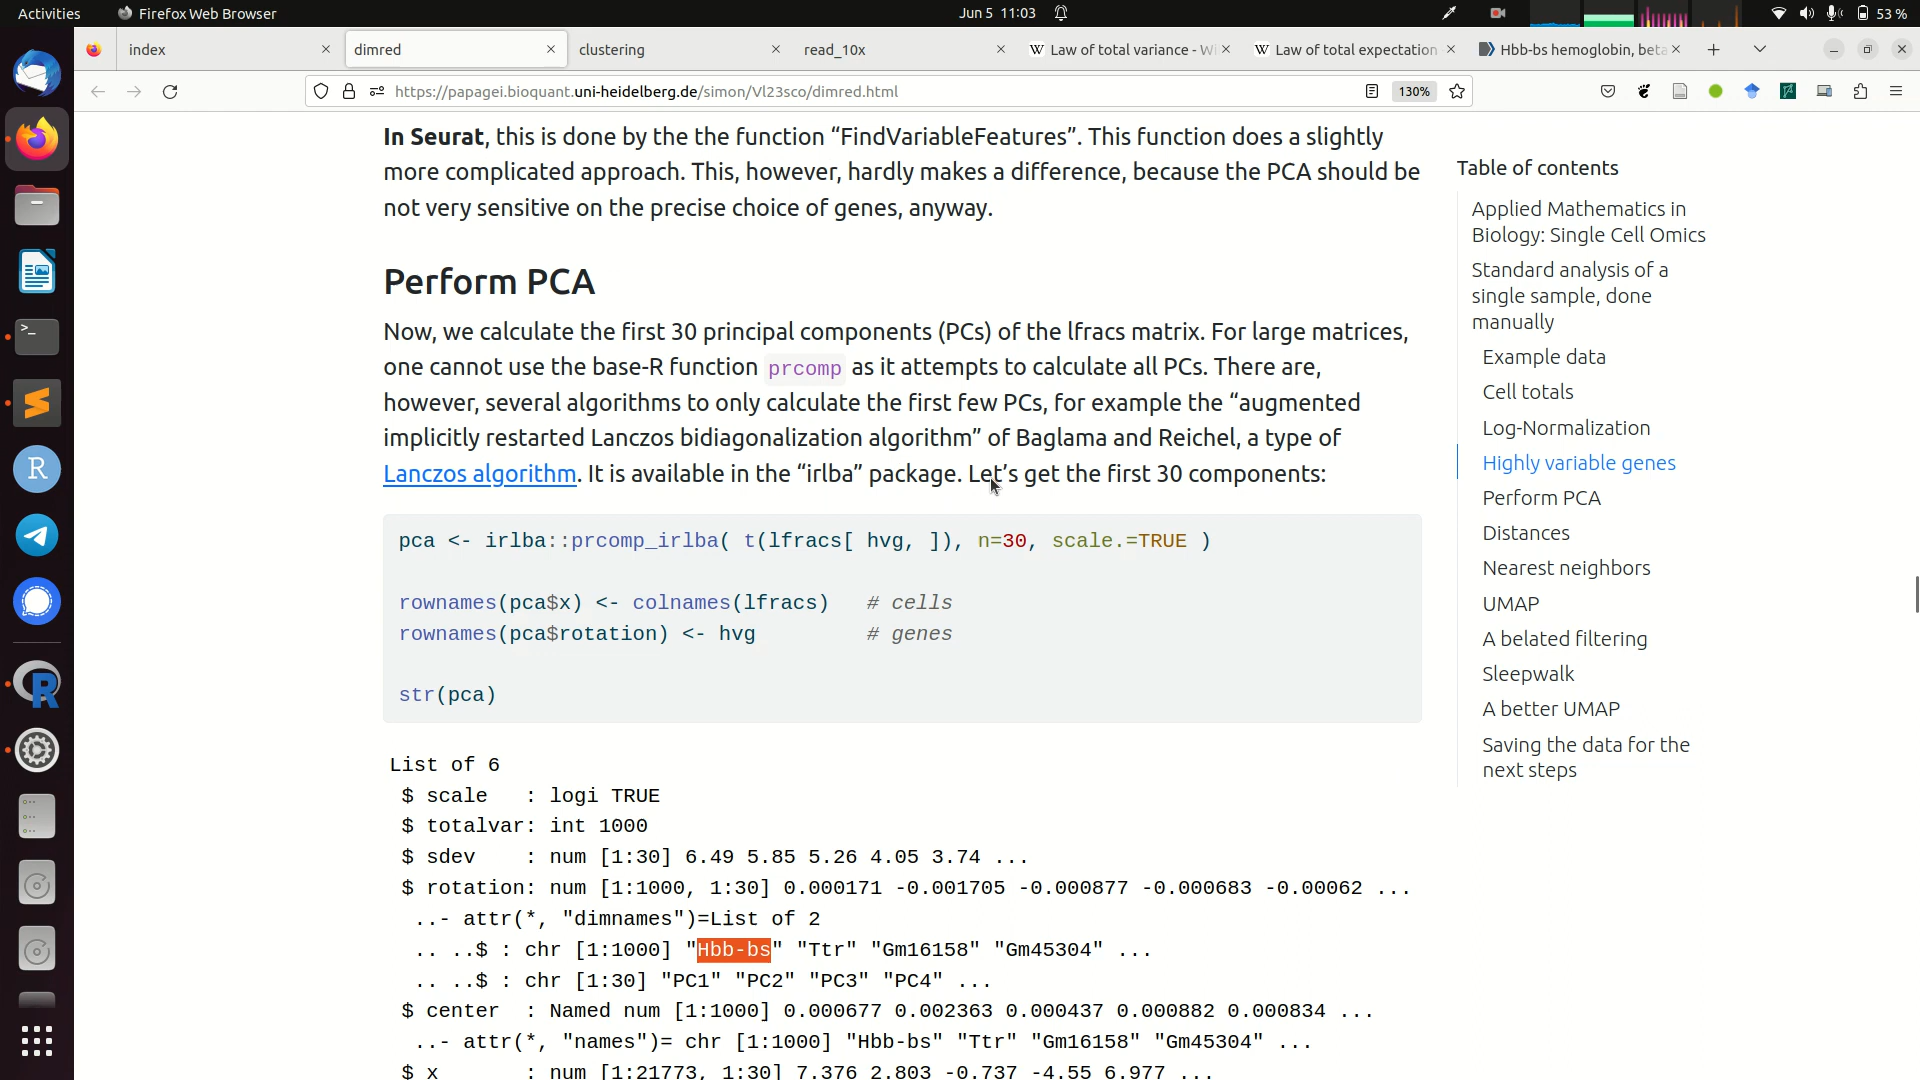 Activities
Firefox Web Browser
Jun 5 11:03
53 %
index
dimred
clustering
read_10x
Law of total variance - Wi
Law of total expectation
Hbb-bs hemoglobin, beta
https://papagei.bioquant.uni-heidelberg.de/simon/Vl23sco/dimred.html
130%
In Seurat, this is done by the the function “FindVariableFeatures”. This function does a slightly
more complicated approach. This, however, hardly makes a difference, because the PCA should be
not very sensitive on the precise choice of genes, anyway.
Perform PCA
Now, we calculate the first 30 principal components (PCs) of the lfracs matrix. For large matrices,
one cannot use the base-R function prcomp as it attempts to calculate all PCs. There are,
however, several algorithms to only calculate the first few PCs, for example the “augmented
implicitly restarted Lanczos bidiagonalization algorithm” of Baglama and Reichel, a type of
Lanczos algorithm. It is available in the “irlba” package. Let’s get the first 30 components:
pca <- irlba::prcomp_irlba( t(lfracs[ hvg, ]), n=30, scale.=TRUE )
rownames(pca$x) <- colnames(lfracs)   # cells
rownames(pca$rotation) <- hvg         # genes
str(pca)
List of 6
 $ scale   : logi TRUE
 $ totalvar: int 1000
 $ sdev    : num [1:30] 6.49 5.85 5.26 4.05 3.74 ...
 $ rotation: num [1:1000, 1:30] 0.000171 -0.001705 -0.000877 -0.000683 -0.00062 ...
  ..- attr(*, "dimnames")=List of 2
  .. ..$ : chr [1:1000] "Hbb-bs" "Ttr" "Gm16158" "Gm45304" ...
  .. ..$ : chr [1:30] "PC1" "PC2" "PC3" "PC4" ...
 $ center  : Named num [1:1000] 0.000677 0.002363 0.000437 0.000882 0.000834 ...
  ..- attr(*, "names")= chr [1:1000] "Hbb-bs" "Ttr" "Gm16158" "Gm45304" ...
 $ x       : num [1:21773, 1:30] 7.376 2.803 -0.737 -4.55 6.977 ...
Table of contents
Applied Mathematics in
Biology: Single Cell Omics
Standard analysis of a
single sample, done
manually
Example data
Cell totals
Log-Normalization
Highly variable genes
Perform PCA
Distances
Nearest neighbors
UMAP
A belated filtering
Sleepwalk
A better UMAP
Saving the data for the
next steps